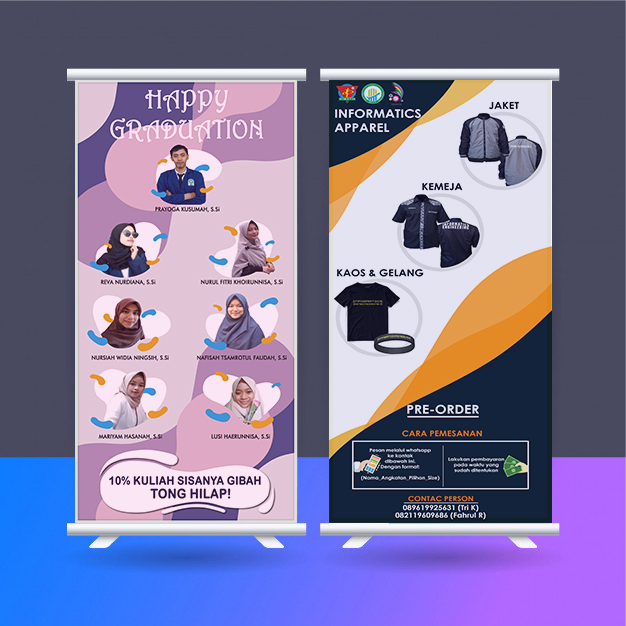 HAPPY
GRADUATION
PRAYOGA KUSUMAH, S.Si
REVA NURDIANA, S.Si
NURUL FITRI KHOIRUNNISA, S.Si
NURSIAH WIDIA NINGSIH, S.Si
NAFISAH TSAMROTUL FALIDAH, S.Si
MARIYAM HASANAH, S.Si
LUSI HAERUNNISA, S.Si
10% KULIAH SISANYA GIBAH
TONG HILAP!
INFORMATICS
APPAREL
JAKET
KEMEJA
INFORMATICS
ENGINEERING
KAOS & GELANG
PRE-ORDER
CARA PEMESANAN
Pesan melalui whatsapp
ke kontak
dibawah ini.
Dengan format
(Nama_Angkatan_Pilihan_Size)
Lakukan pembayaran
pada waktu yang
sudah ditentukan
CONTAC PERSON
089619925631 (Tri K)
082119609686 (Fahrul R)